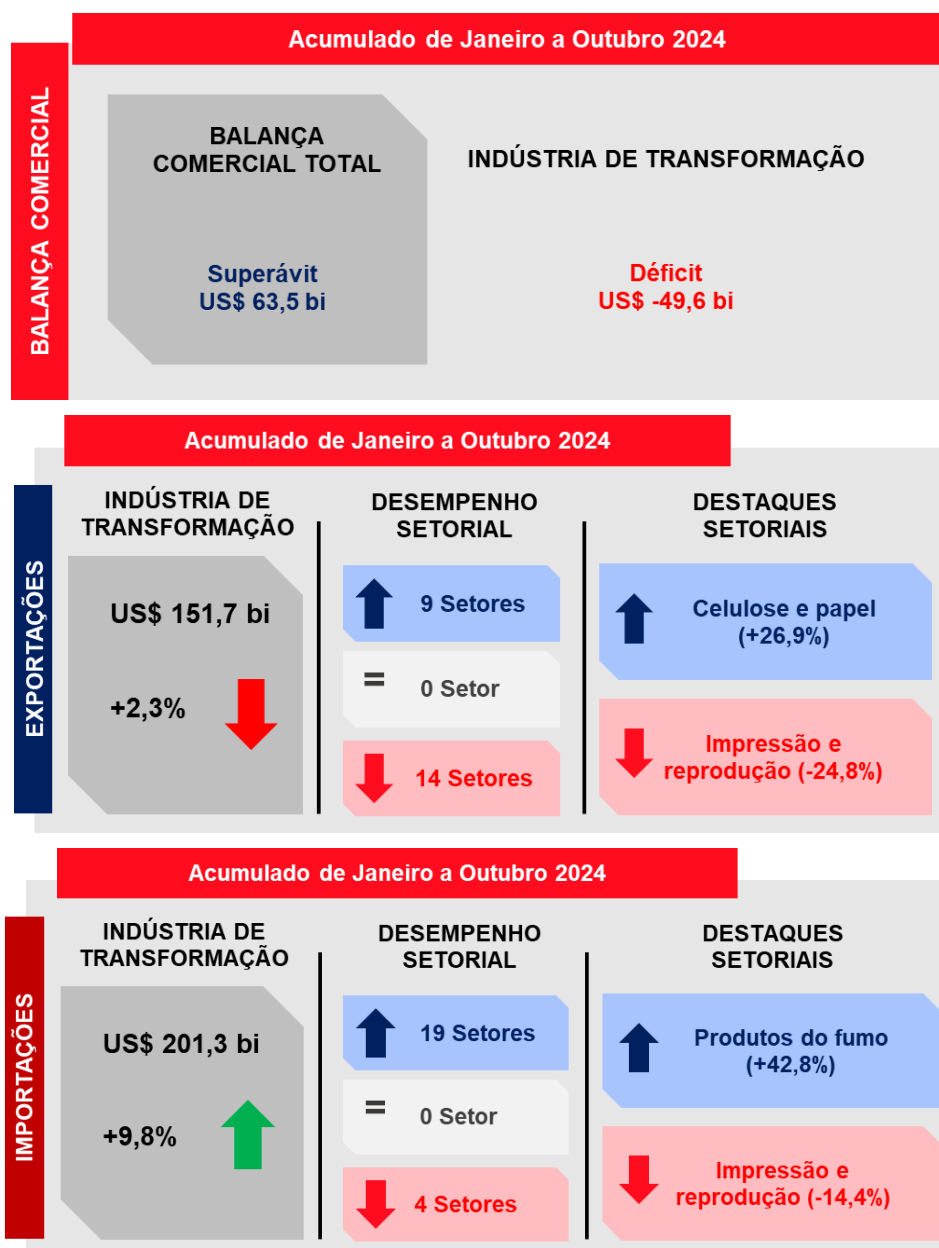 Acumulado de Janeiro a Outubro 2024
BALANÇA COMERCIAL
BALANÇA
COMERCIAL TOTAL
Superávit
US$ 63,5 bi
INDÚSTRIA DE TRANSFORMAÇÃO
Déficit
US$ -49,6 bi
Acumulado de Janeiro a Outubro 2024
EXPORTAÇÕES
INDÚSTRIA DE
TRANSFORMAÇÃO
US$ 151,7 bi
+2,3%
DESEMPENHO
SETORIAL
9 Setores
=
0 Setor
14 Setores
DESTAQUES
SETORIAIS
Celulose e papel
(+26,9%)
Impressão e
reprodução (-24,8%)
Acumulado de Janeiro a Outubro 2024
IMPORTAÇÕES
INDÚSTRIA DE
TRANSFORMAÇÃO
US$ 201,3 bi
+9,8%
DESEMPENHO
SETORIAL
19 Setores
=
0 Setor
4 Setores
DESTAQUES
SETORIAIS
Produtos do fumo
(+42,8%)
Impressão e
reprodução (-14,4%)